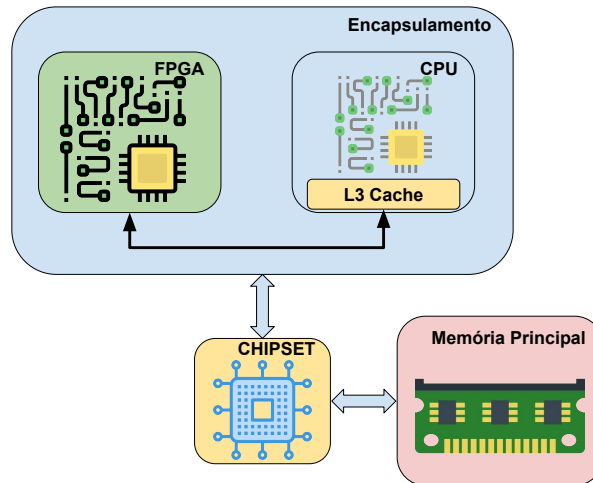 Encapsulamento
FPGA
CPU
L3 Cache
CHIPSET
Memória Principal